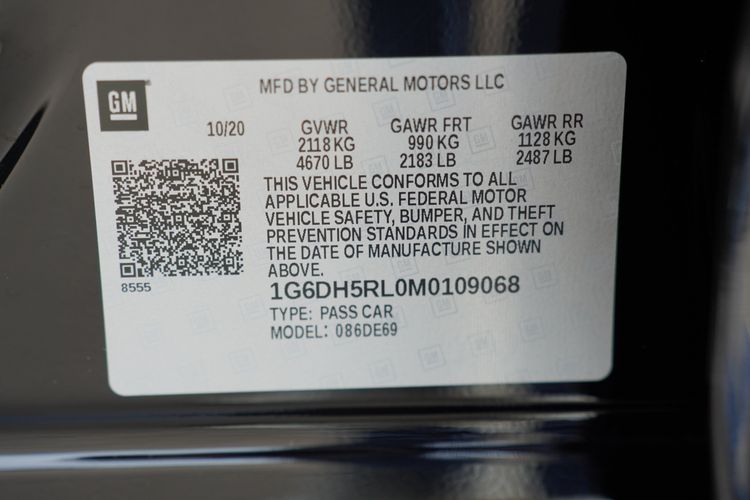 GM
MFD BY GENERAL MOTORS LLC
10/20 GVWR GAWR FRT GAWR RR
2118 KG 990 KG 1128 KG
4670 LB 2183 LB 2487 LB
THIS VEHICLE CONFORMS TO ALL
APPLICABLE U.S. FEDERAL MOTOR
VEHICLE SAFETY, BUMPER, AND THEFT
PREVENTION STANDARDS IN EFFECT ON
THE DATE OF MANUFACTURE SHOWN
ABOVE.
8555
1G6DH5RL0M0109068
TYPE: PASS CAR
MODEL: 086DE69